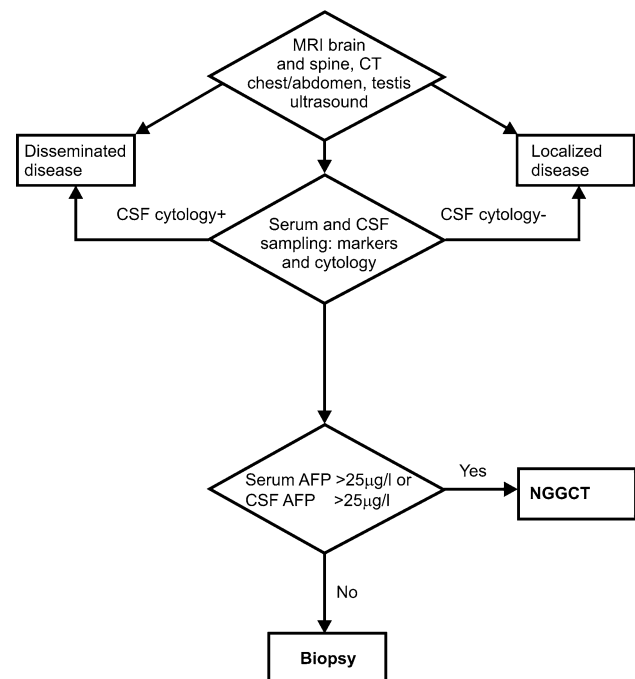 MRI brain
and spine, CT
chest/abdomen, testis
ultrasound
Disseminated
disease
Localized
disease
CSF cytology+
CSF cytology-
Serum and CSF
sampling: markers
and cytology
Serum AFP >25µg/l or
CSF AFP >25µg/l
Yes
NGGCT
No
Biopsy